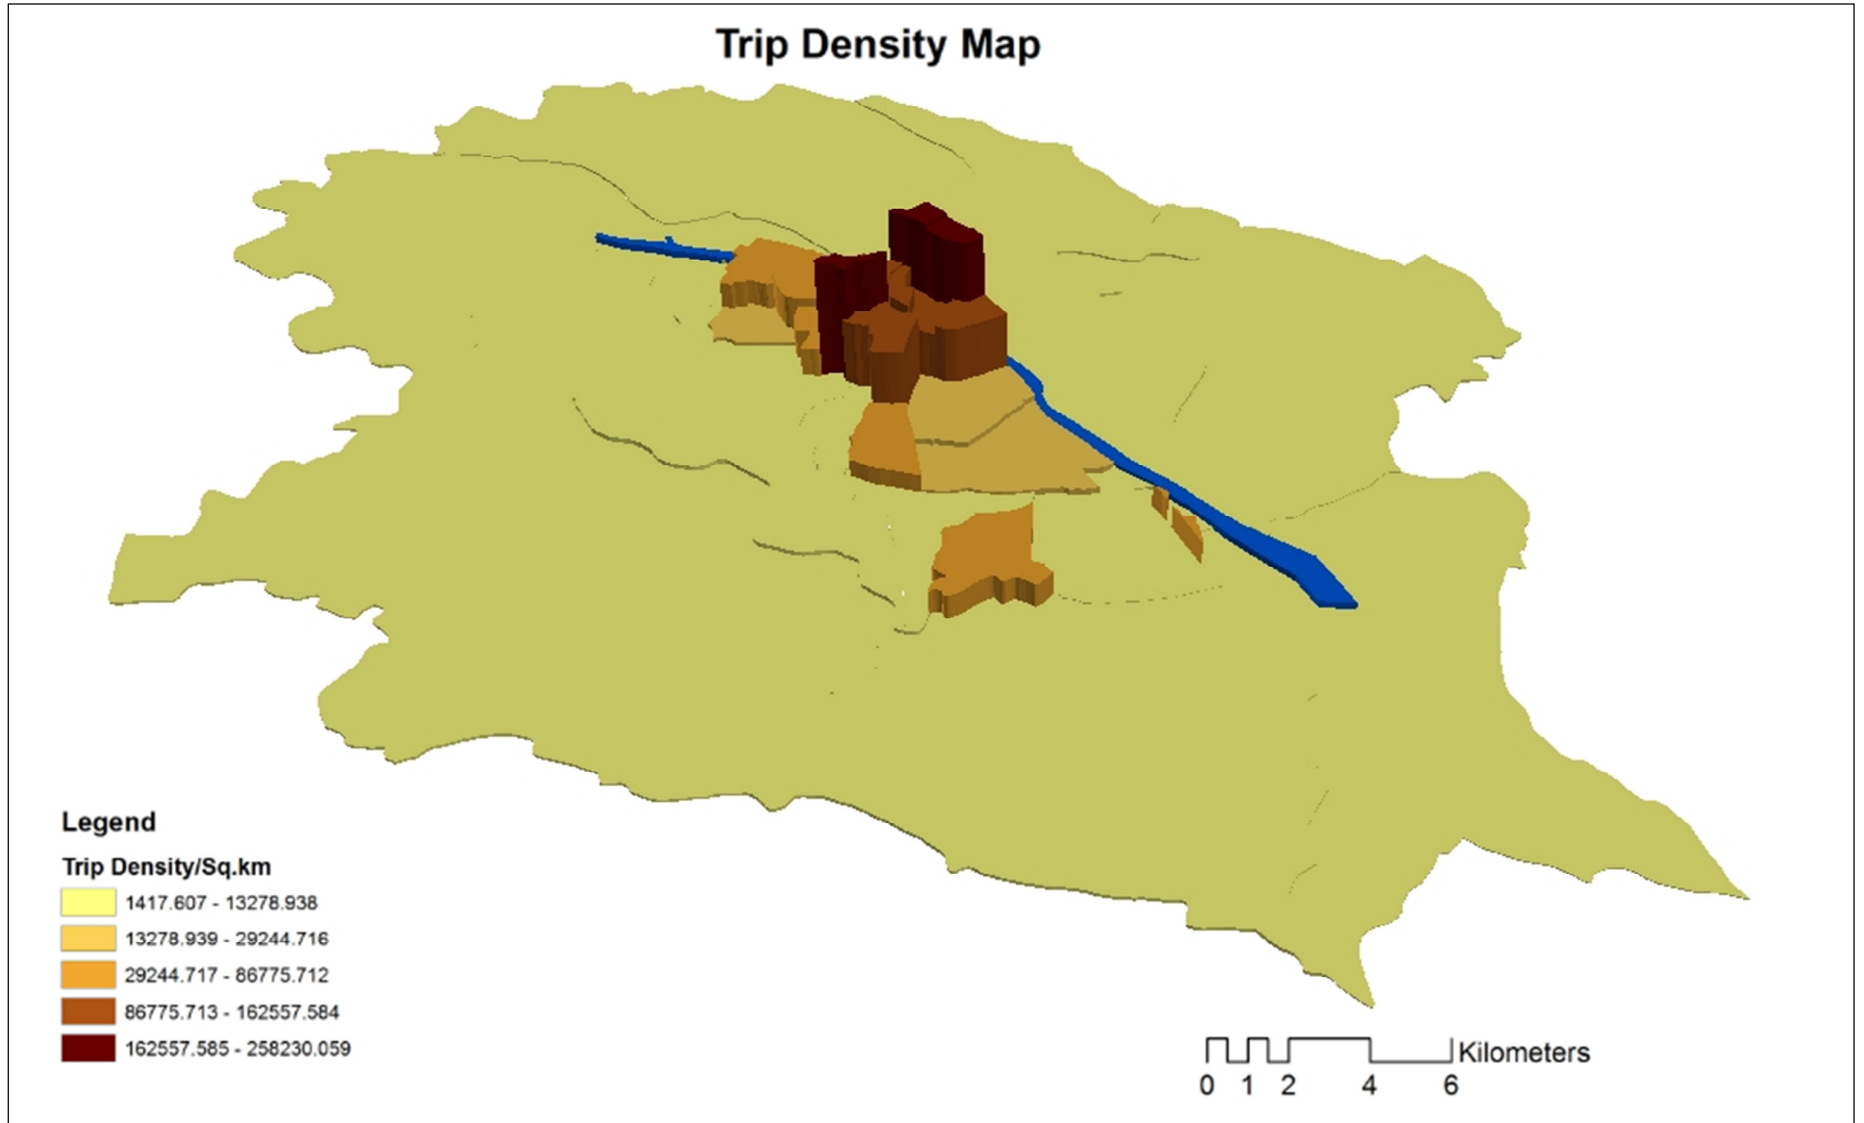 Trip Density Map
Legend
Trip Density/Sq.km
1417.607 - 13278.938
13278.939 - 29244.716
29244.717 - 86775.712
86775.713 - 162557.584
162557.585 - 258230.059
Kilometers
0 1 2 4 6